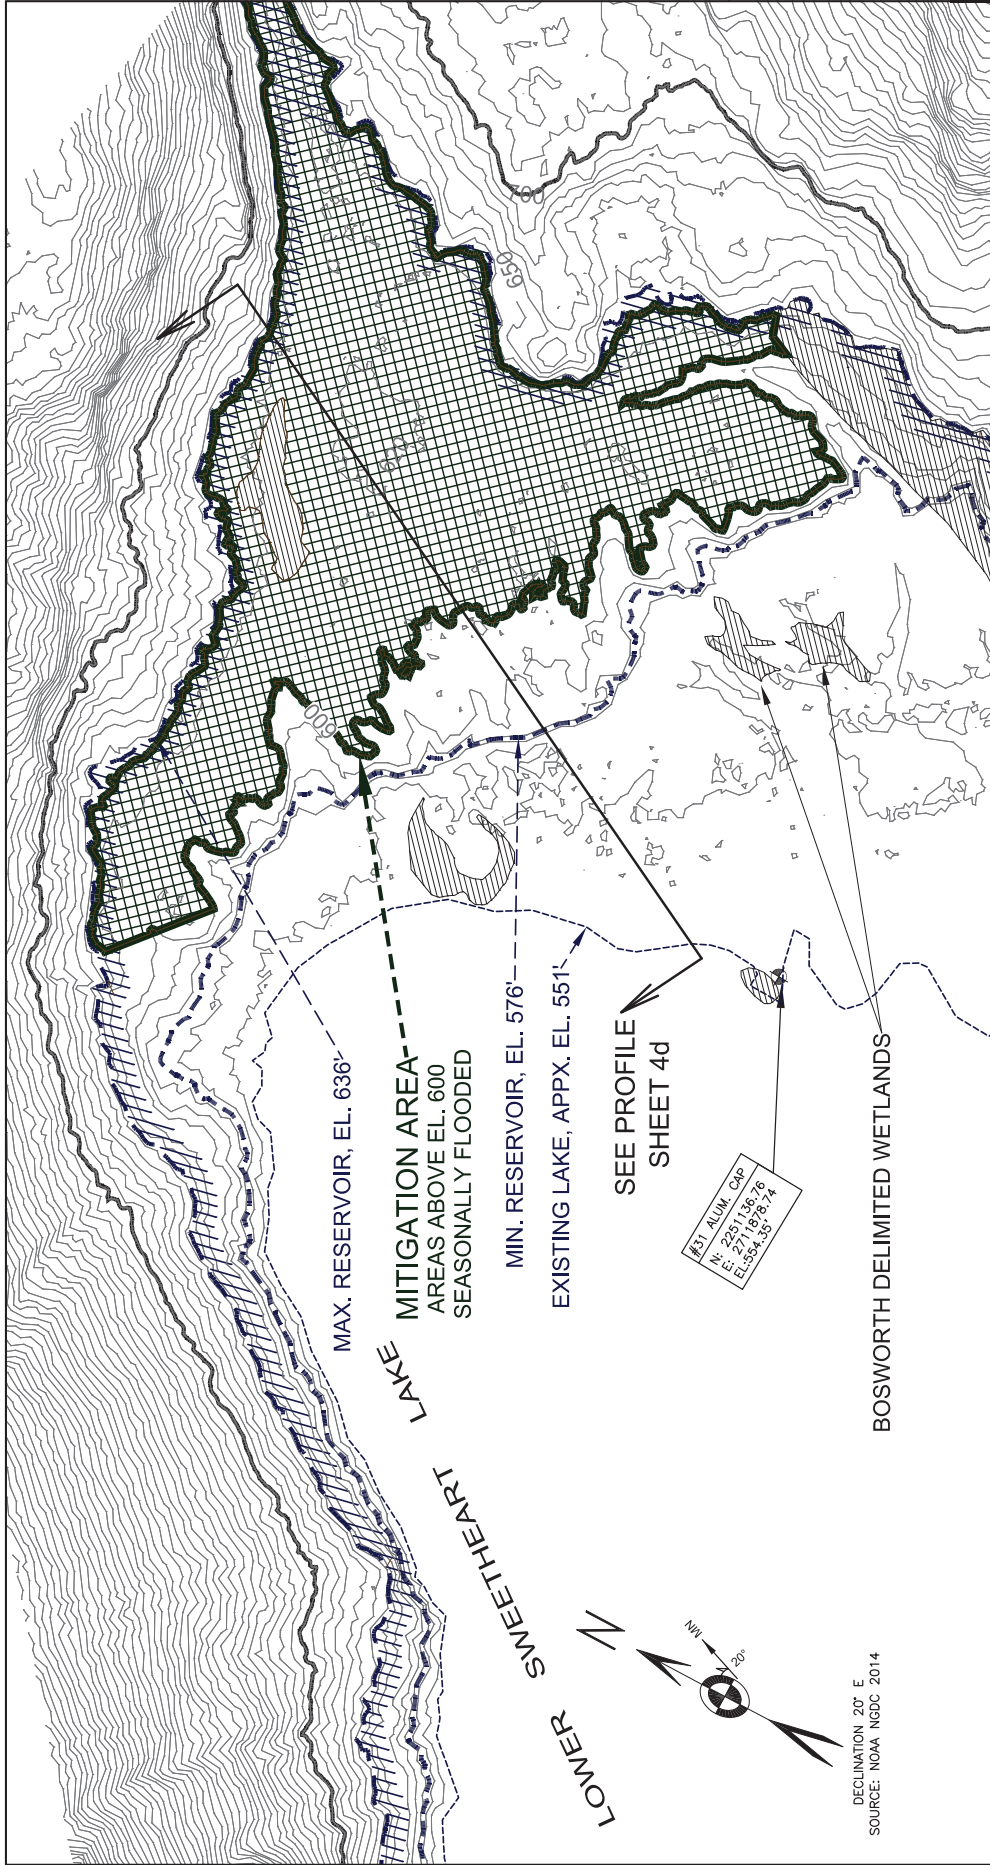 700
650
620
600
MAX. RESERVOIR, EL. 636'
MITIGATION AREA
AREAS ABOVE EL. 600
SEASONALLY FLOODED
MIN. RESERVOIR, EL. 576'
EXISTING LAKE, APPX. EL. 551'
SEE PROFILE
SHEET 4d
#31 ALUM. CAP
N: 2251136.76
E: 2711878.74
EL:554.35'
BOSWORTH DELIMITED WETLANDS
LOWER SWEETHEART LAKE
N
MN
20°
DECLINATION 20° E
SOURCE: NOAA NGDC 2014